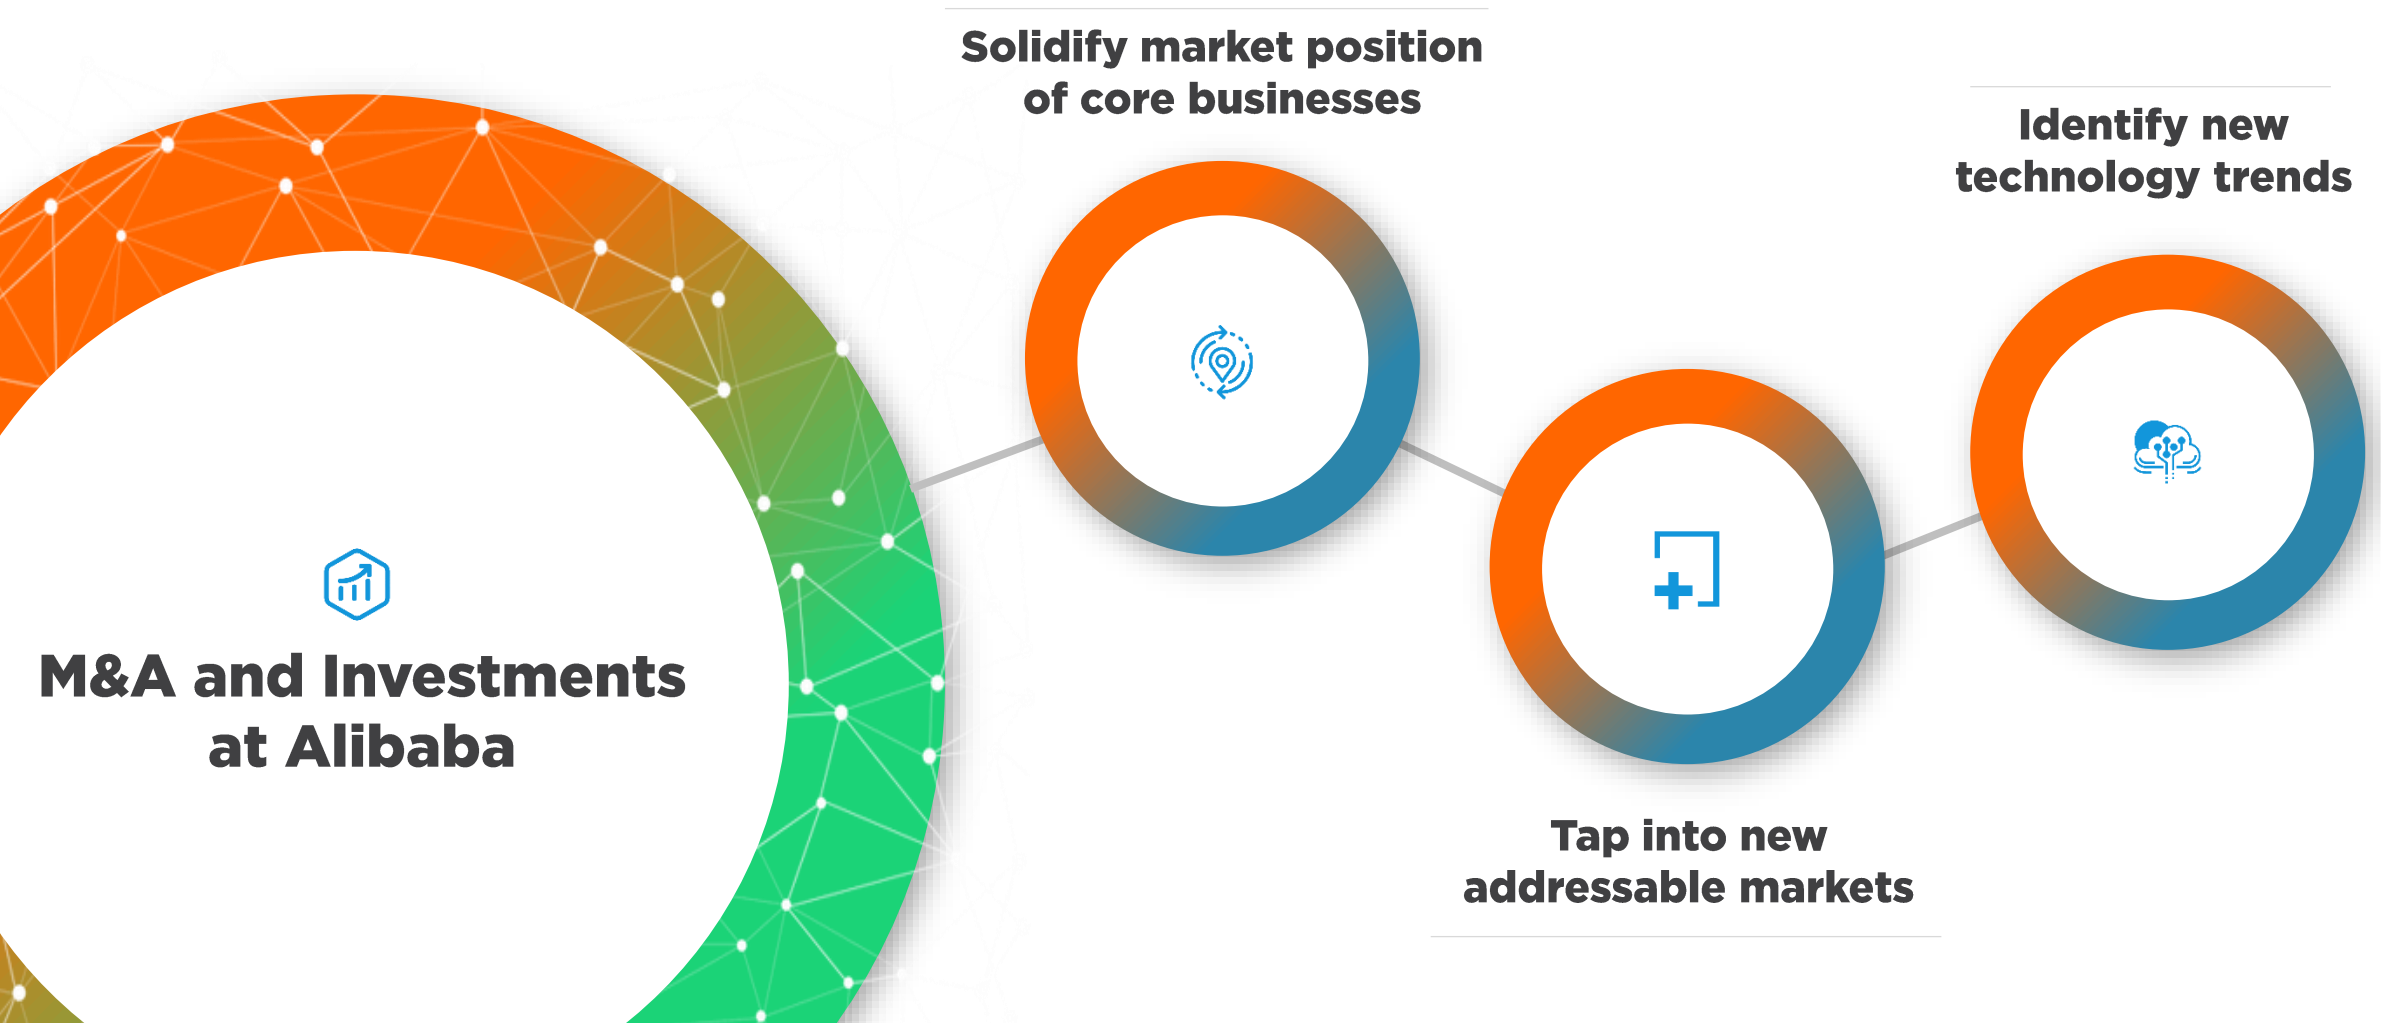 M&A and Investments
at Alibaba
Solidify market position
of core businesses
Tap into new
addressable markets
Identify new
technology trends